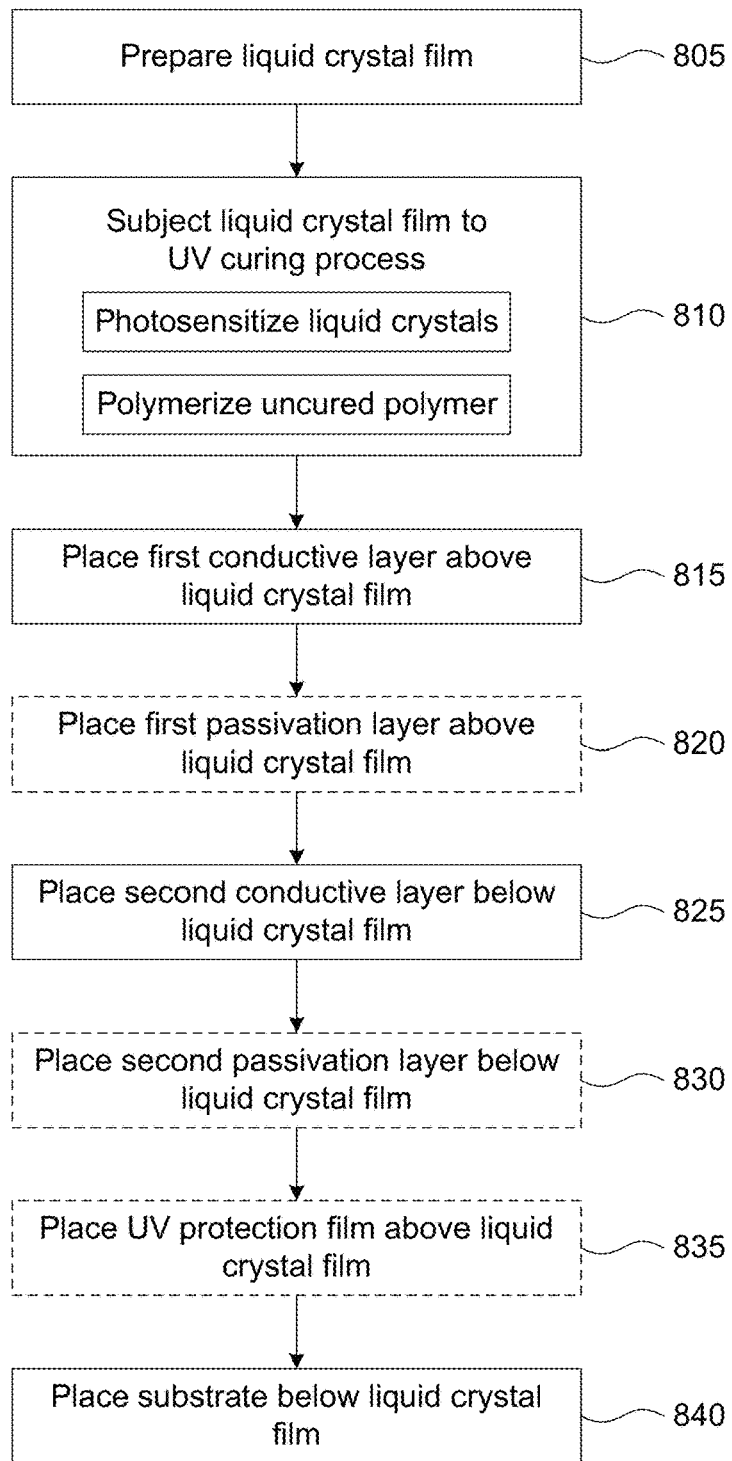 Prepare liquid crystal film
805
Subject liquid crystal film to
UV curing process
Photosensitize liquid crystals
Polymerize uncured polymer
810
Place first conductive layer above
liquid crystal film
815
Place first passivation layer above
liquid crystal film
820
Place second conductive layer below
liquid crystal film
825
Place second passivation layer below
liquid crystal film
830
Place UV protection film above liquid
crystal film
835
Place substrate below liquid crystal
film
840